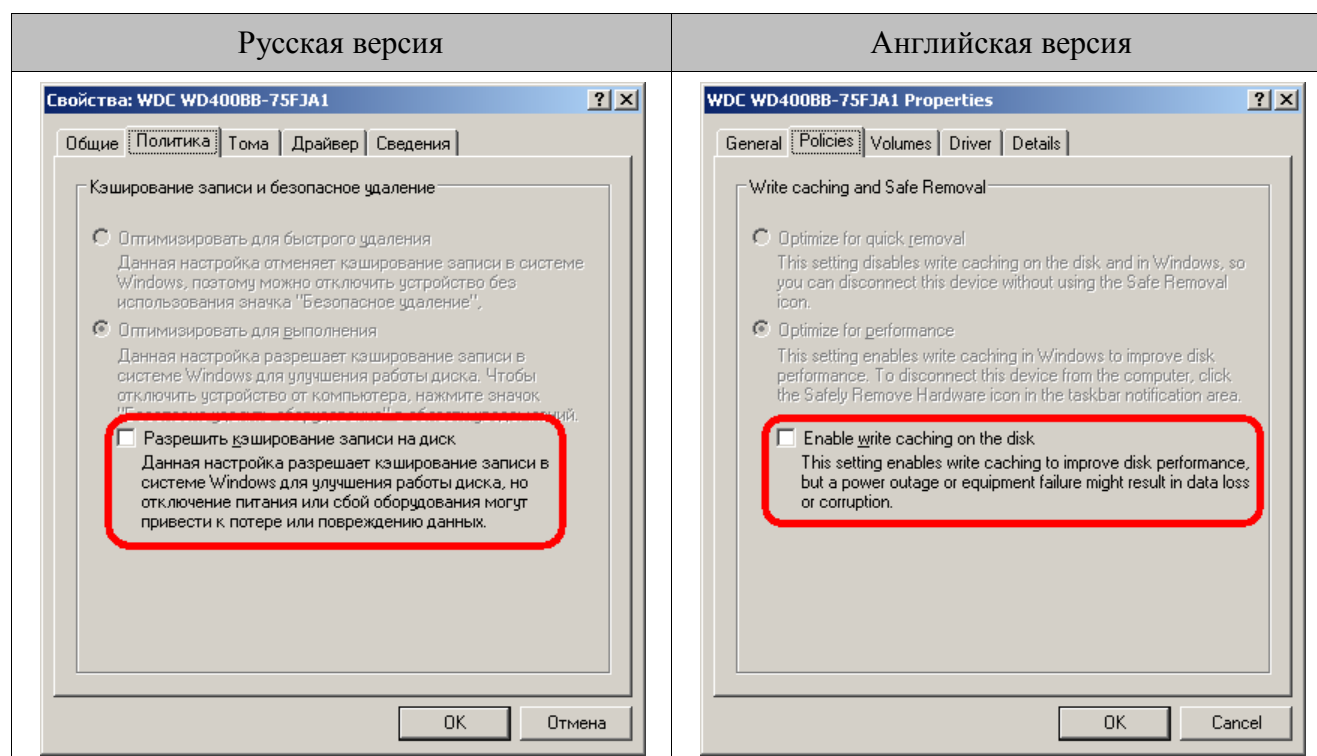 Русская версия
Английская версия
Свойства: WDC WD400BB-75FJA1
Общие Политика Тома Драйвер Сведения
Кэширование записи и безопасное удаление
Оптимизировать для быстрого удаления
Данная настройка отменяет кэширование записи в системе
Windows, поэтому можно отключить устройство без
использования значка "Безопасное удаление",
Оптимизировать для выполнения
Данная настройка разрешает кэширование записи в
системе Windows для улучшения работы диска. Чтобы
отключить устройство от компьютера, нажмите значок
Разрешить кэширование записи на диск
Данная настройка разрешает кэширование записи в
системе Windows для улучшения работы диска, но
отключение питания или сбой оборудования могут
привести к потере или повреждению данных.
OK Отмена
WDC WD400BB-75FJA1 Properties
General Policies Volumes Driver Details
Write caching and Safe Removal
Optimize for quick removal
This setting disables write caching on the disk and in Windows, so
you can disconnect this device without using the Safe Removal
icon.
Optimize for performance
This setting enables write caching in Windows to improve disk
performance. To disconnect this device from the computer, click
the Safely Remove Hardware icon in the taskbar notification area.
Enable write caching on the disk
This setting enables write caching to improve disk performance,
but a power outage or equipment failure might result in data loss
or corruption.
OK Cancel